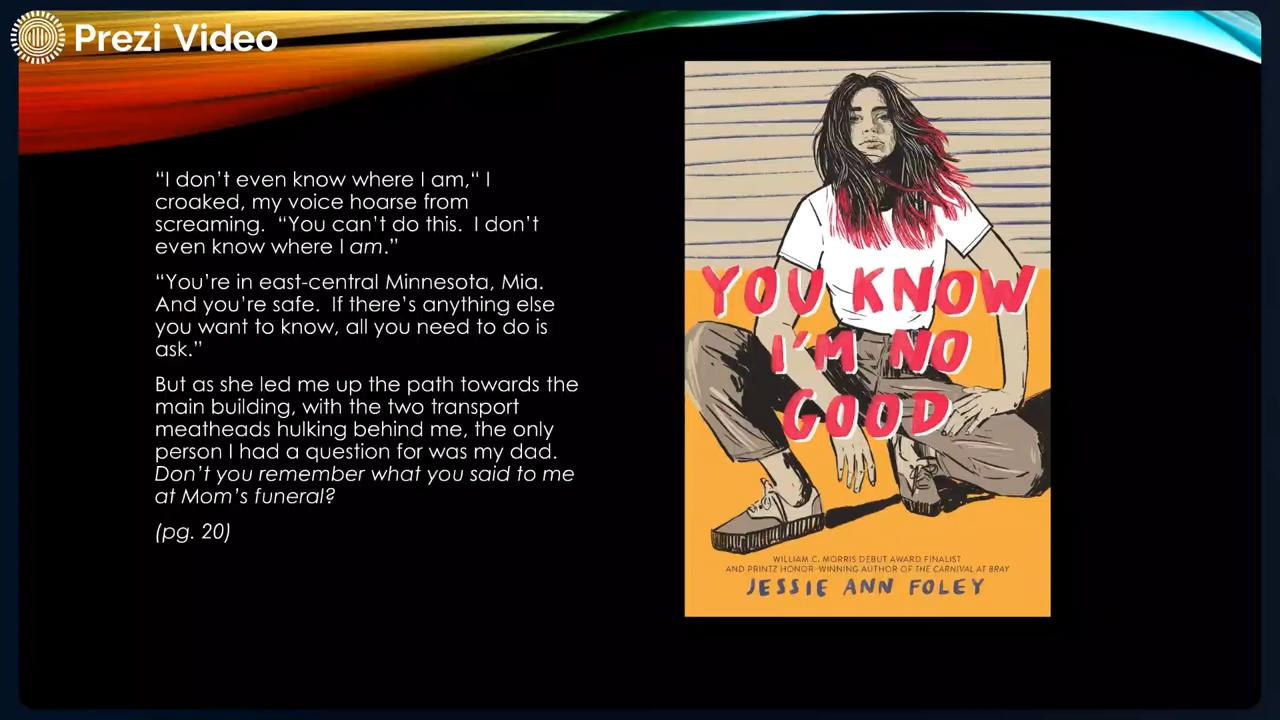 Prezi Video
“I don’t even know where I am,“ I
croaked, my voice hoarse from
screaming.  “You can’t do this.  I don’t
even know where I am.”
“You’re in east-central Minnesota, Mia.
And you’re safe.  If there’s anything else
you want to know, all you need to do is
ask.”
But as she led me up the path towards the
main building, with the two transport
meatheads hulking behind me, the only
person I had a question for was my dad.
Don’t you remember what you said to me
at Mom’s funeral?
(pg. 20)
YOU KNOW
I’M NO
GOOD
WILLIAM C. MORRIS DEBUT AWARD FINALIST
AND PRINTZ HONOR-WINNING AUTHOR OF THE CARNIVAL AT BRAY
JESSIE ANN FOLEY